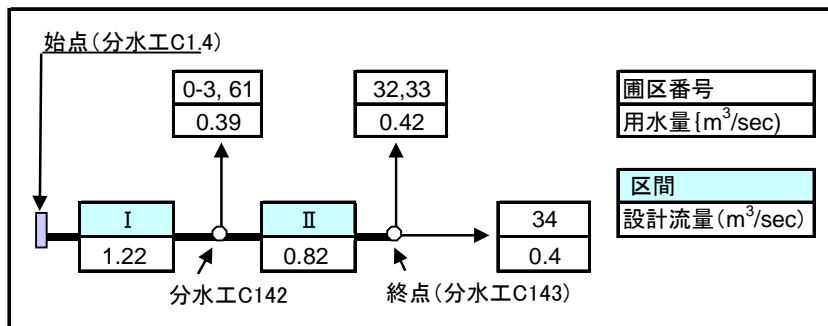 始点(分水工C1.4)
0-3, 61
0.39
32,33
0.42
圃区番号
用水量{m³/sec)
区間
設計流量(m³/sec)
Ⅰ
1.22
Ⅱ
0.82
34
0.4
分水工C142
終点(分水工C143)